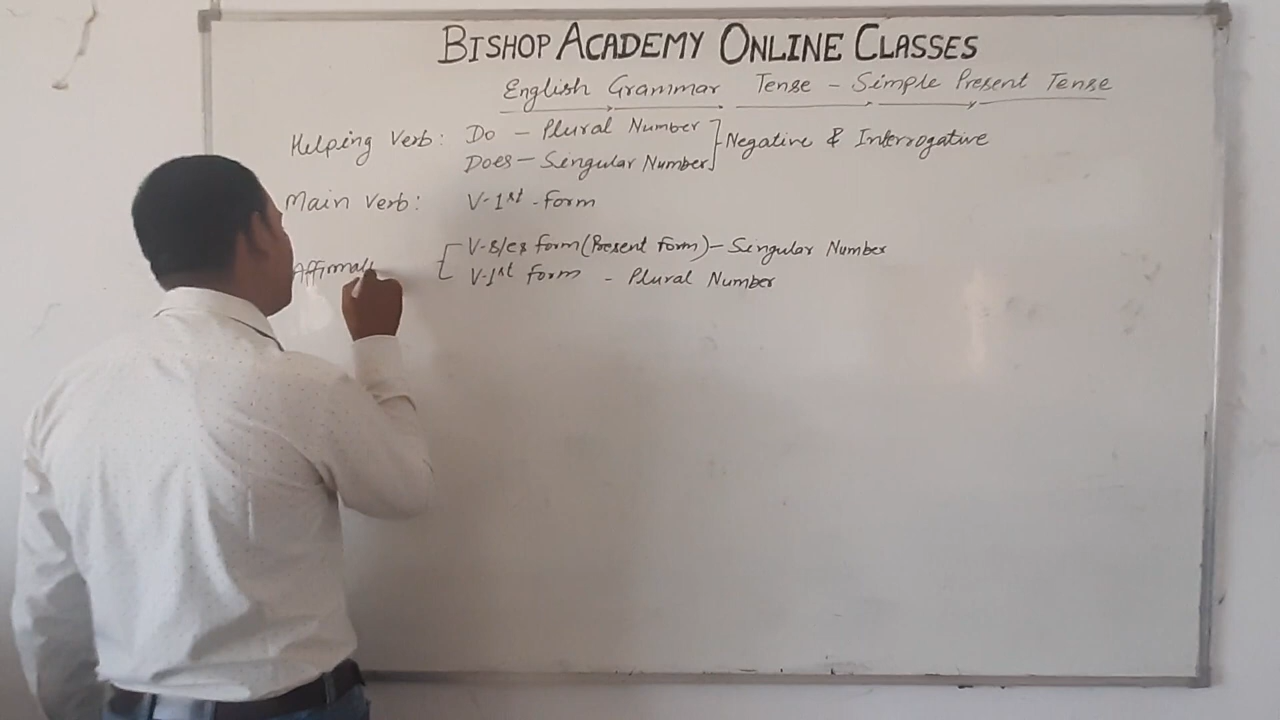 BISHOP ACADEMY ONLINE CLASSES
English Grammar Tense - Simple Present Tense
Helping Verb: Do - Plural Number
Does - Singular Number
Negative & Interrogative
Main Verb: V-1st-form
V-s/es form (Present form) - Singular Number
Affirmati
V-1st form - Plural Number